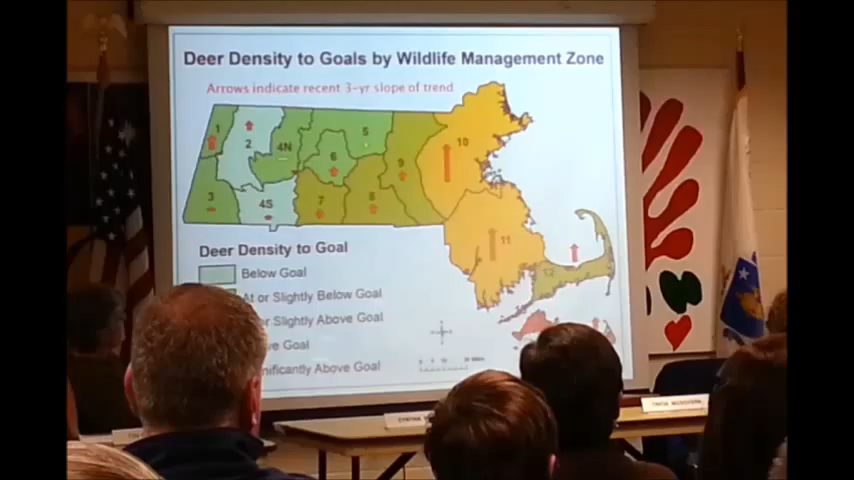 Deer Density to Goals by Wildlife Management Zone
Arrows indicate recent 3-yr slope of trend
1
2
4N
5
6
9
10
3
4S
7
8
11
12
Deer Density to Goal
Below Goal
At or Slightly Below Goal
Slightly Above Goal
Goal
Above Goal